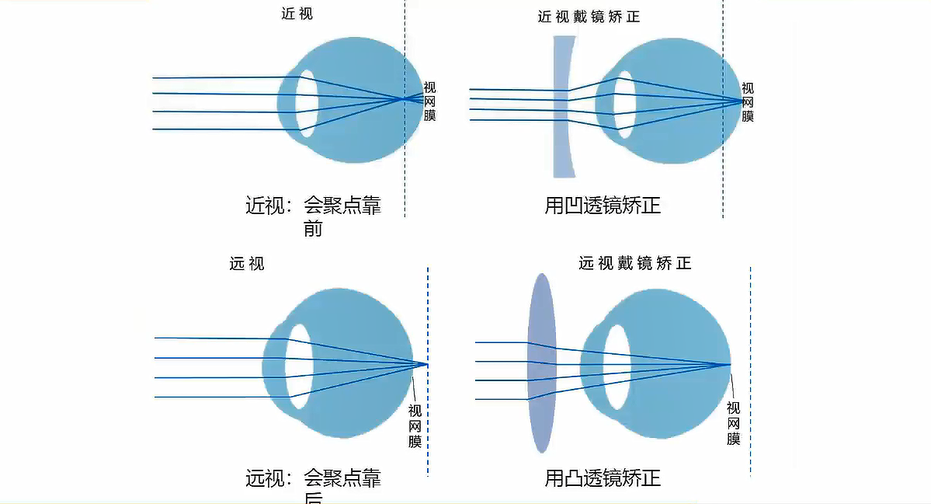 近视
近视戴镜矫正
视
网
膜
视
网
膜
近视：会聚点靠
前
用凹透镜矫正
远视
远视戴镜矫正
视
网
膜
视
网
膜
远视：会聚点靠
后
用凸透镜矫正